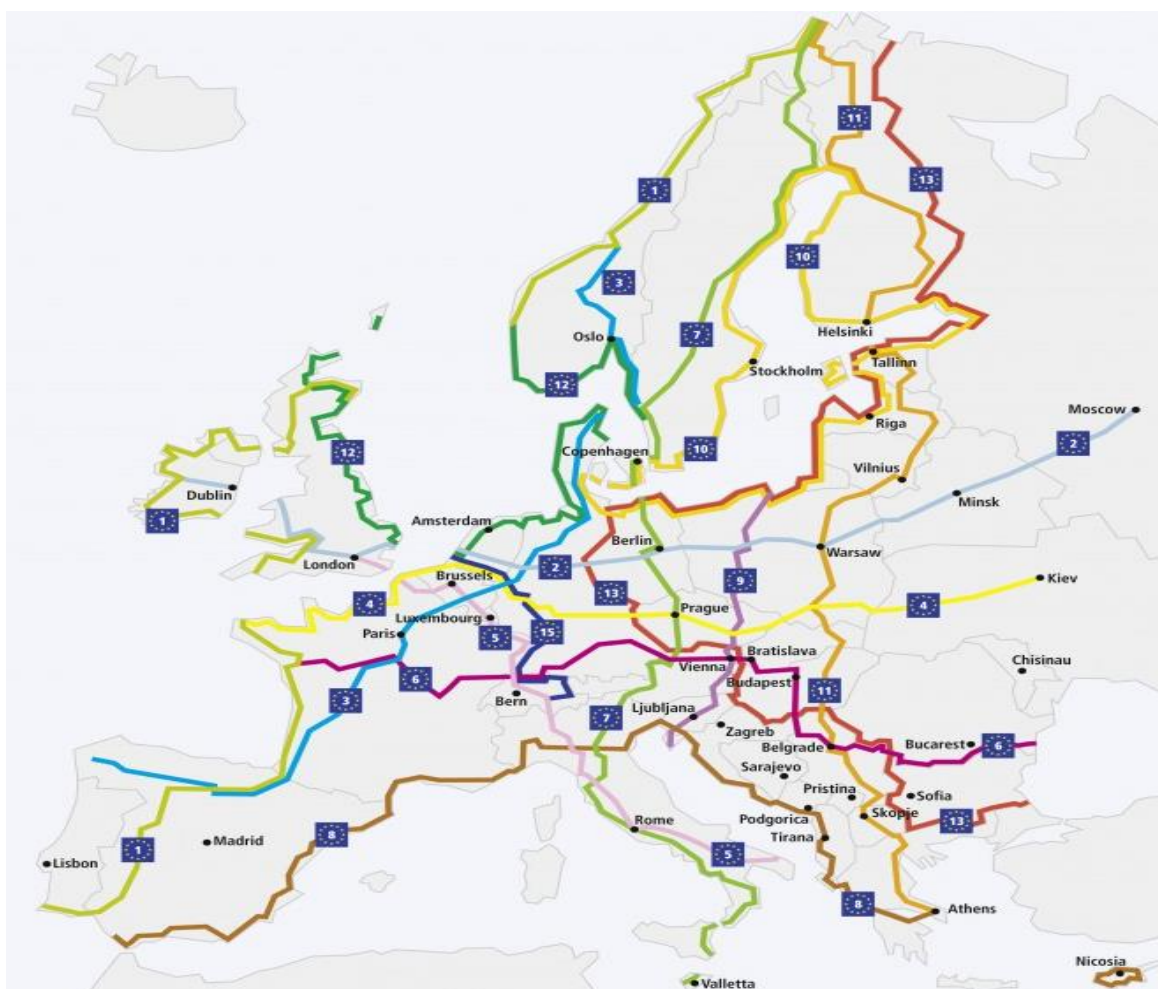 11
13
1
10
3
Oslo
Helsinki
7
Tallinn
Stockholm
12
Moscow
Riga
2
10
12
Copenhagen
Vilnius
Dublin
Minsk
1
Amsterdam
Berlin
Warsaw
London
2
Brussels
9
Kiev
4
13
4
Luxembourg
Prague
Paris
5
15
Vienna
Bratislava
Chisinau
6
Budapest
11
Bern
3
7
Ljubljana
Zagreb
Belgrade
Bucarest
6
Sarajevo
Pristina
Sofia
Podgorica
Skopje
13
Rome
8
Tirana
Madrid
1
Lisbon
5
8
Athens
Nicosia
Valletta